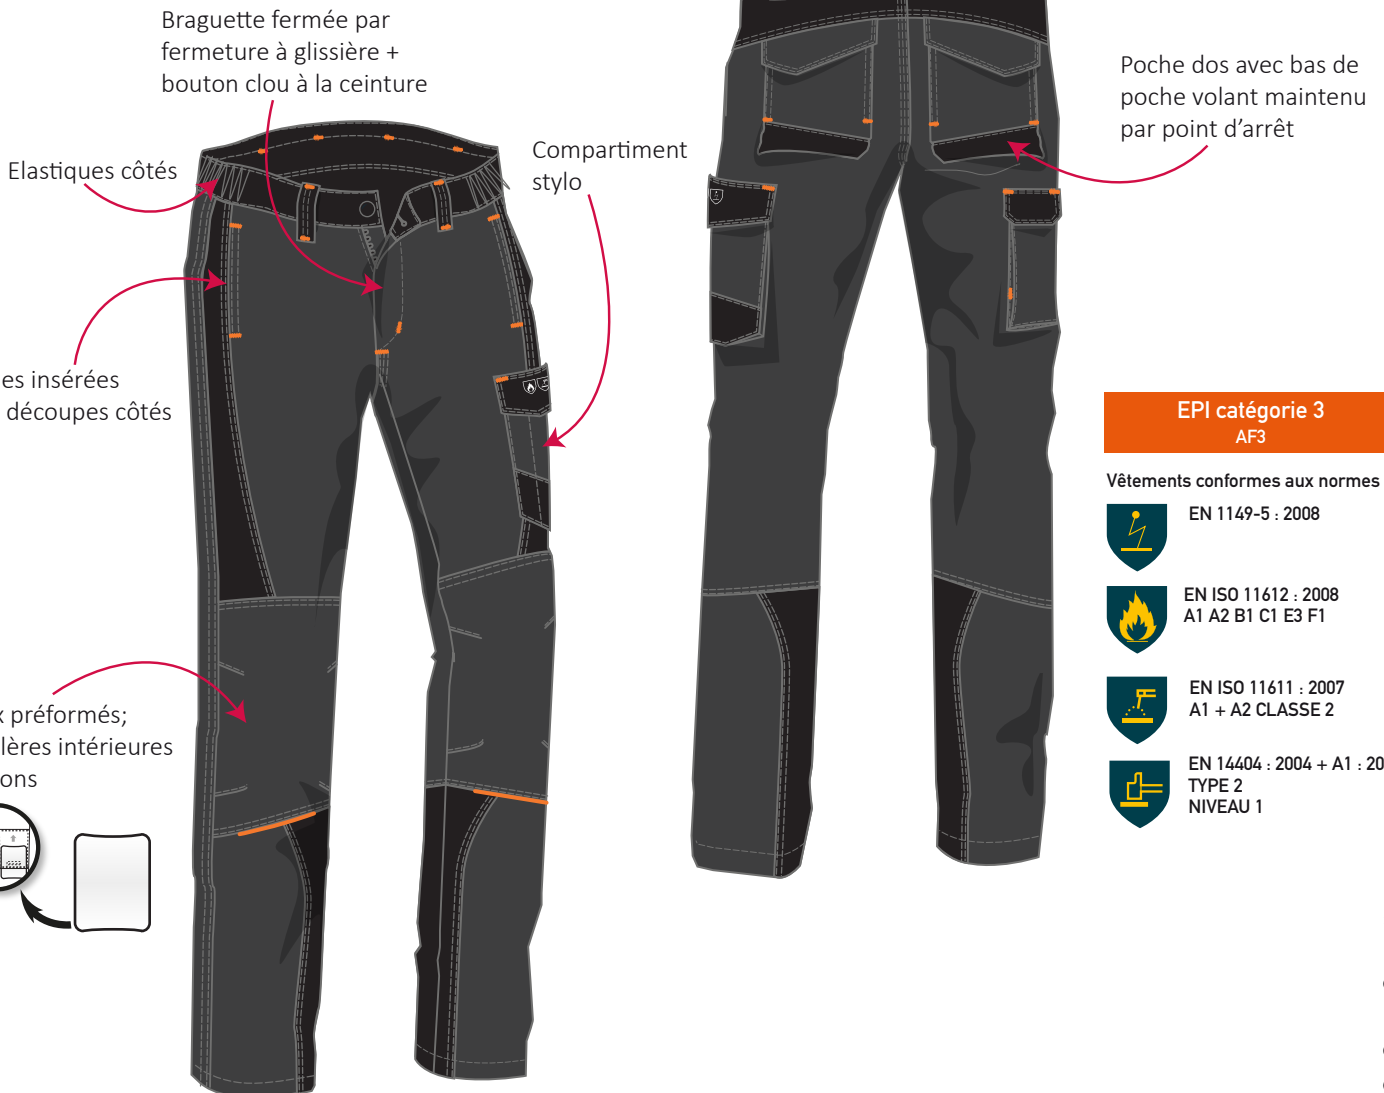 Braguette fermée par
fermeture à glissière +
bouton clou à la ceinture
Elastiques côtés
Compartiment
stylo
Poche dos avec bas de
poche volant maintenu
par point d’arrêt
es insérées
découpes côtés
x préformés;
lères intérieures
ons
EPI catégorie 3
AF3
Vêtements conformes aux normes
EN 1149-5 : 2008
EN ISO 11612 : 2008
A1 A2 B1 C1 E3 F1
EN ISO 11611 : 2007
A1 + A2 CLASSE 2
EN 14404 : 2004 + A1 : 20
TYPE 2
NIVEAU 1